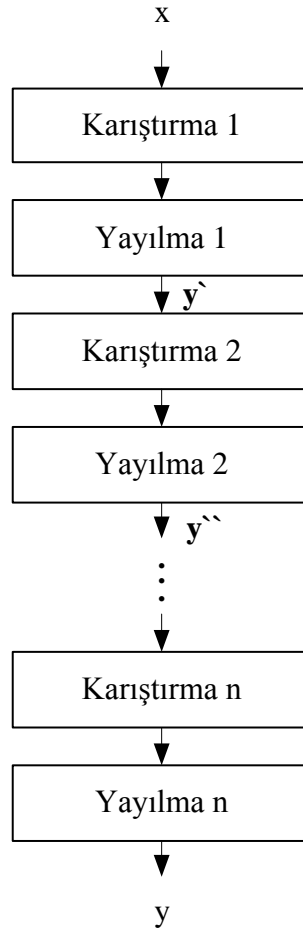 x
Karıştırma 1
Yayılma 1
y`
Karıştırma 2
Yayılma 2
y``
Karıştırma n
Yayılma n
y